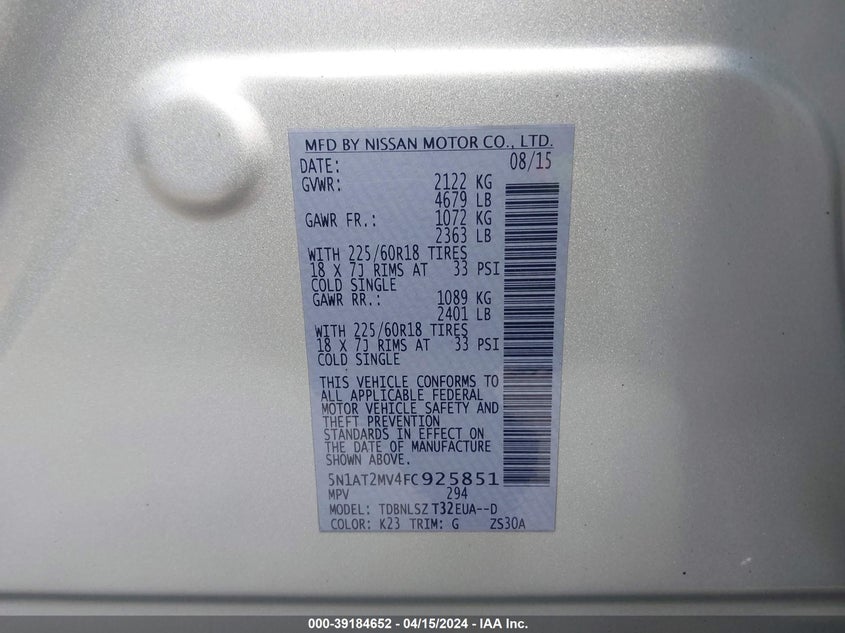 MFD BY NISSAN MOTOR CO., LTD.
DATE: 08/15
GVWR: 2122 KG
4679 LB
GAWR FR.: 1072 KG
2363 LB
WITH 225/60R18 TIRES
18 X 7J RIMS AT 33 PSI
COLD SINGLE
GAWR RR.: 1089 KG
2401 LB
WITH 225/60R18 TIRES
18 X 7J RIMS AT 33 PSI
COLD SINGLE
THIS VEHICLE CONFORMS TO
ALL APPLICABLE FEDERAL
MOTOR VEHICLE SAFETY AND
THEFT PREVENTION
STANDARDS IN EFFECT ON
THE DATE OF MANUFACTURE
SHOWN ABOVE.
5N1AT2MV4FC925851
MPV 294
MODEL: TDBNLSZ T32EUA--D
COLOR: K23 TRIM: G ZS30A
000-39184652 - 04/15/2024 - IAA Inc.